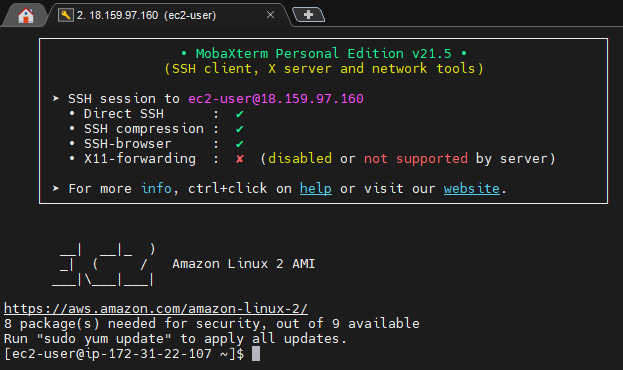 2. 18.159.97.160 (ec2-user)
• MobaXterm Personal Edition v21.5 •
(SSH client, X server and network tools)
➤ SSH session to ec2-user@18.159.97.160
• Direct SSH : ✔
• SSH compression : ✔
• SSH-browser : ✔
• X11-forwarding : ✘ (disabled or not supported by server)
➤ For more info, ctrl+click on help or visit our website.
__| __|_ )
_| ( / Amazon Linux 2 AMI
___|\___|___|
https://aws.amazon.com/amazon-linux-2/
8 package(s) needed for security, out of 9 available
Run "sudo yum update" to apply all updates.
[ec2-user@ip-172-31-22-107 ~]$